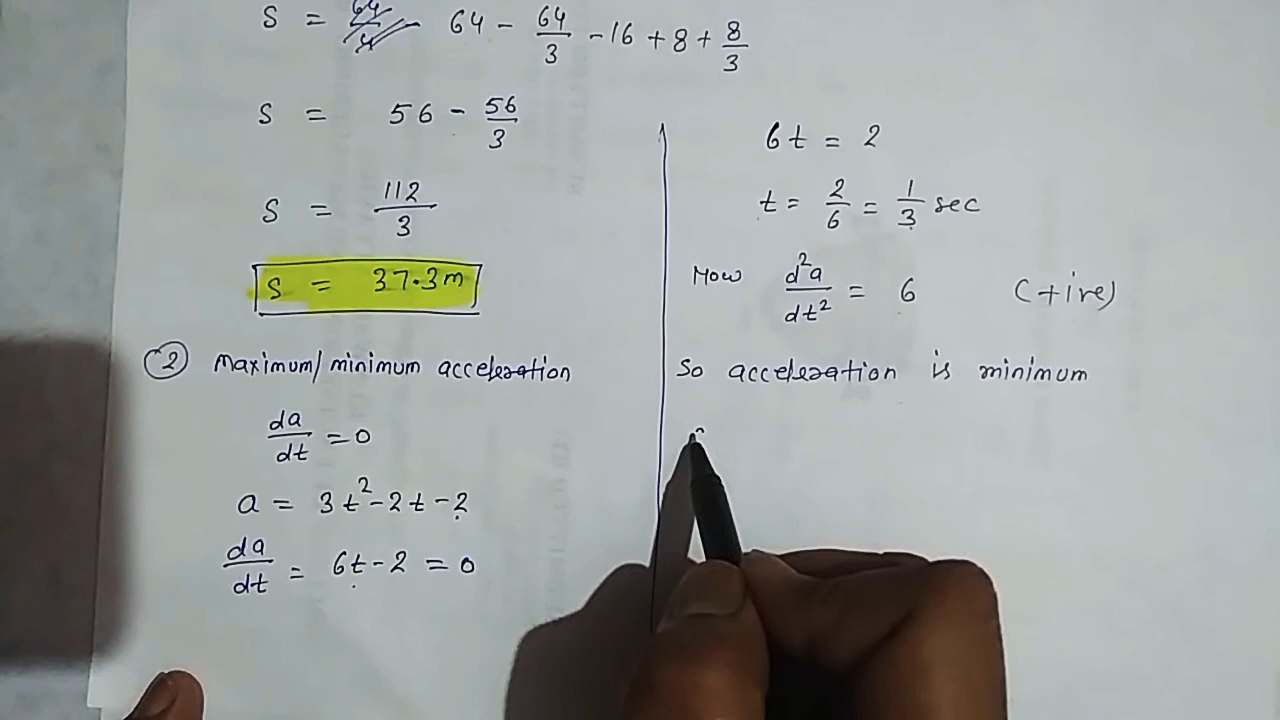 S = 64 - 64/3 - 16 + 8 + 8/3
S = 56 - 56/3
S = 112/3
S = 37.3m
② Maximum/minimum acceleration
da/dt = 0
a = 3t² - 2t - 2
da/dt = 6t - 2 = 0
6t = 2
t = 2/6 = 1/3 sec
Now d²a/dt² = 6 (+ive)
So acceleration is minimum